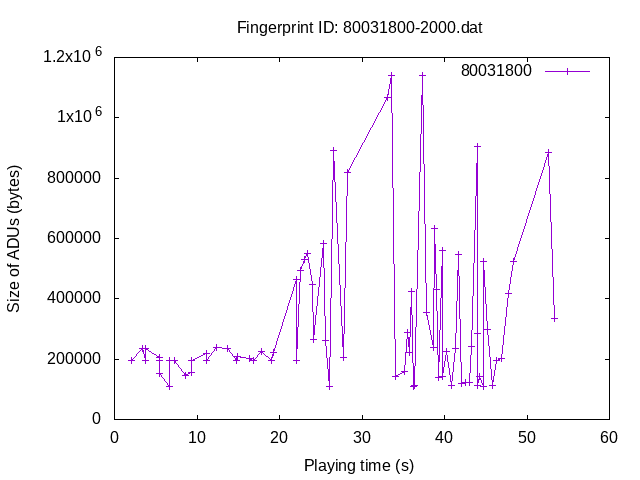 Fingerprint ID: 80031800-2000.dat
1.2x10^6
80031800
1x10^6
800000
600000
400000
200000
0
Size of ADUs (bytes)
0 10 20 30 40 50 60
Playing time (s)